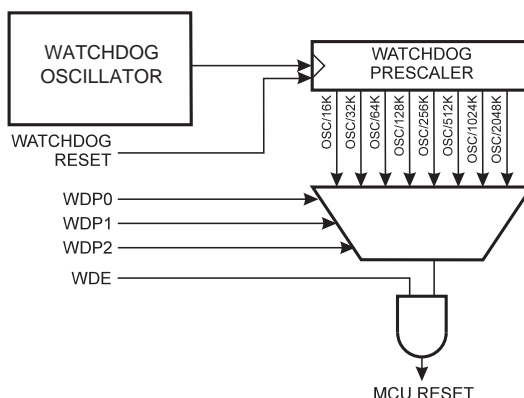 WATCHDOG
OSCILLATOR
WATCHDOG
PRESCALER
WATCHDOG
RESET
OSC/16K
OSC/32K
OSC/64K
OSC/128K
OSC/256K
OSC/512K
OSC/1024K
OSC/2048K
WDP0
WDP1
WDP2
WDE
MCU RESET